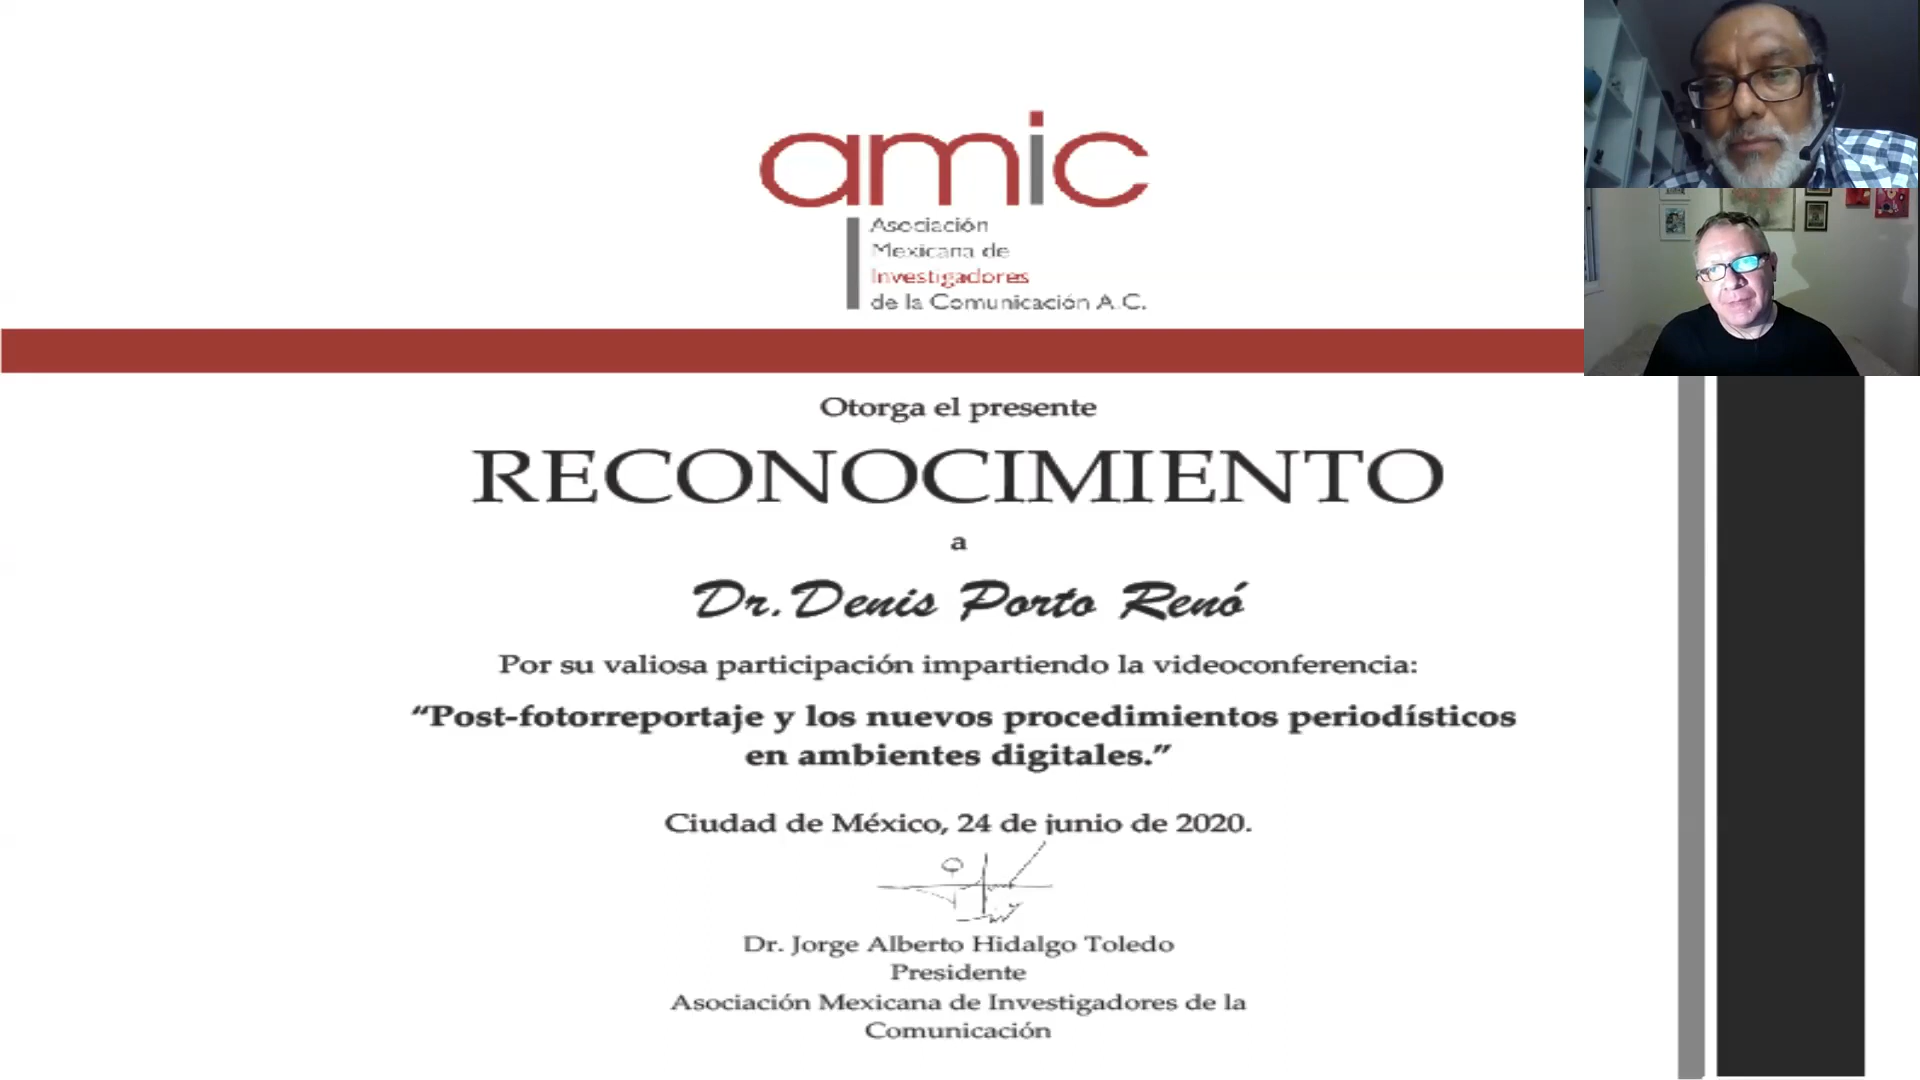 amic
Asociación
Mexicana de
Investigadores
de la Comunicación A.C.
Otorga el presente
RECONOCIMIENTO
a
Dr. Denis Porto Renó
Por su valiosa participación impartiendo la videoconferencia:
“Post-fotorreportaje y los nuevos procedimientos periodísticos
en ambientes digitales.”
Ciudad de México, 24 de junio de 2020.
Dr. Jorge Alberto Hidalgo Toledo
Presidente
Asociación Mexicana de Investigadores de la
Comunicación